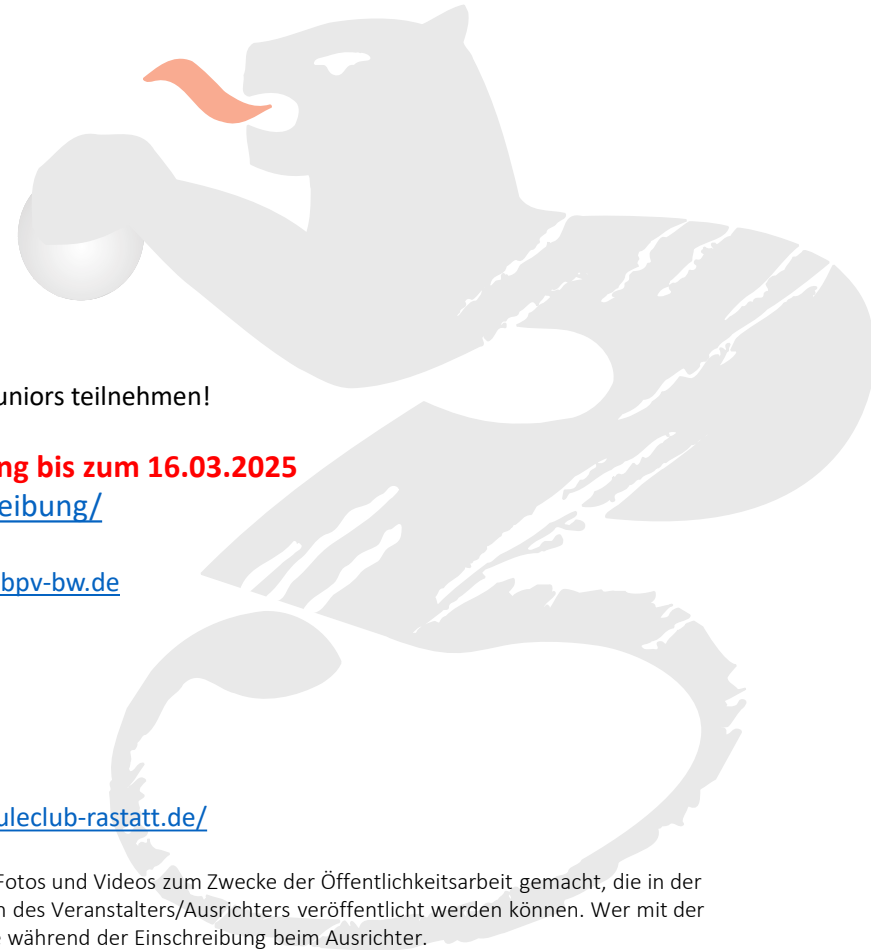 uniors teilnehmen!
ng bis zum 16.03.2025
eibung/
bpv-bw.de
uleclub-rastatt.de/
Fotos und Videos zum Zwecke der Öffentlichkeitsarbeit gemacht, die in der
n des Veranstalters/Ausrichters veröffentlicht werden können. Wer mit der
e während der Einschreibung beim Ausrichter.